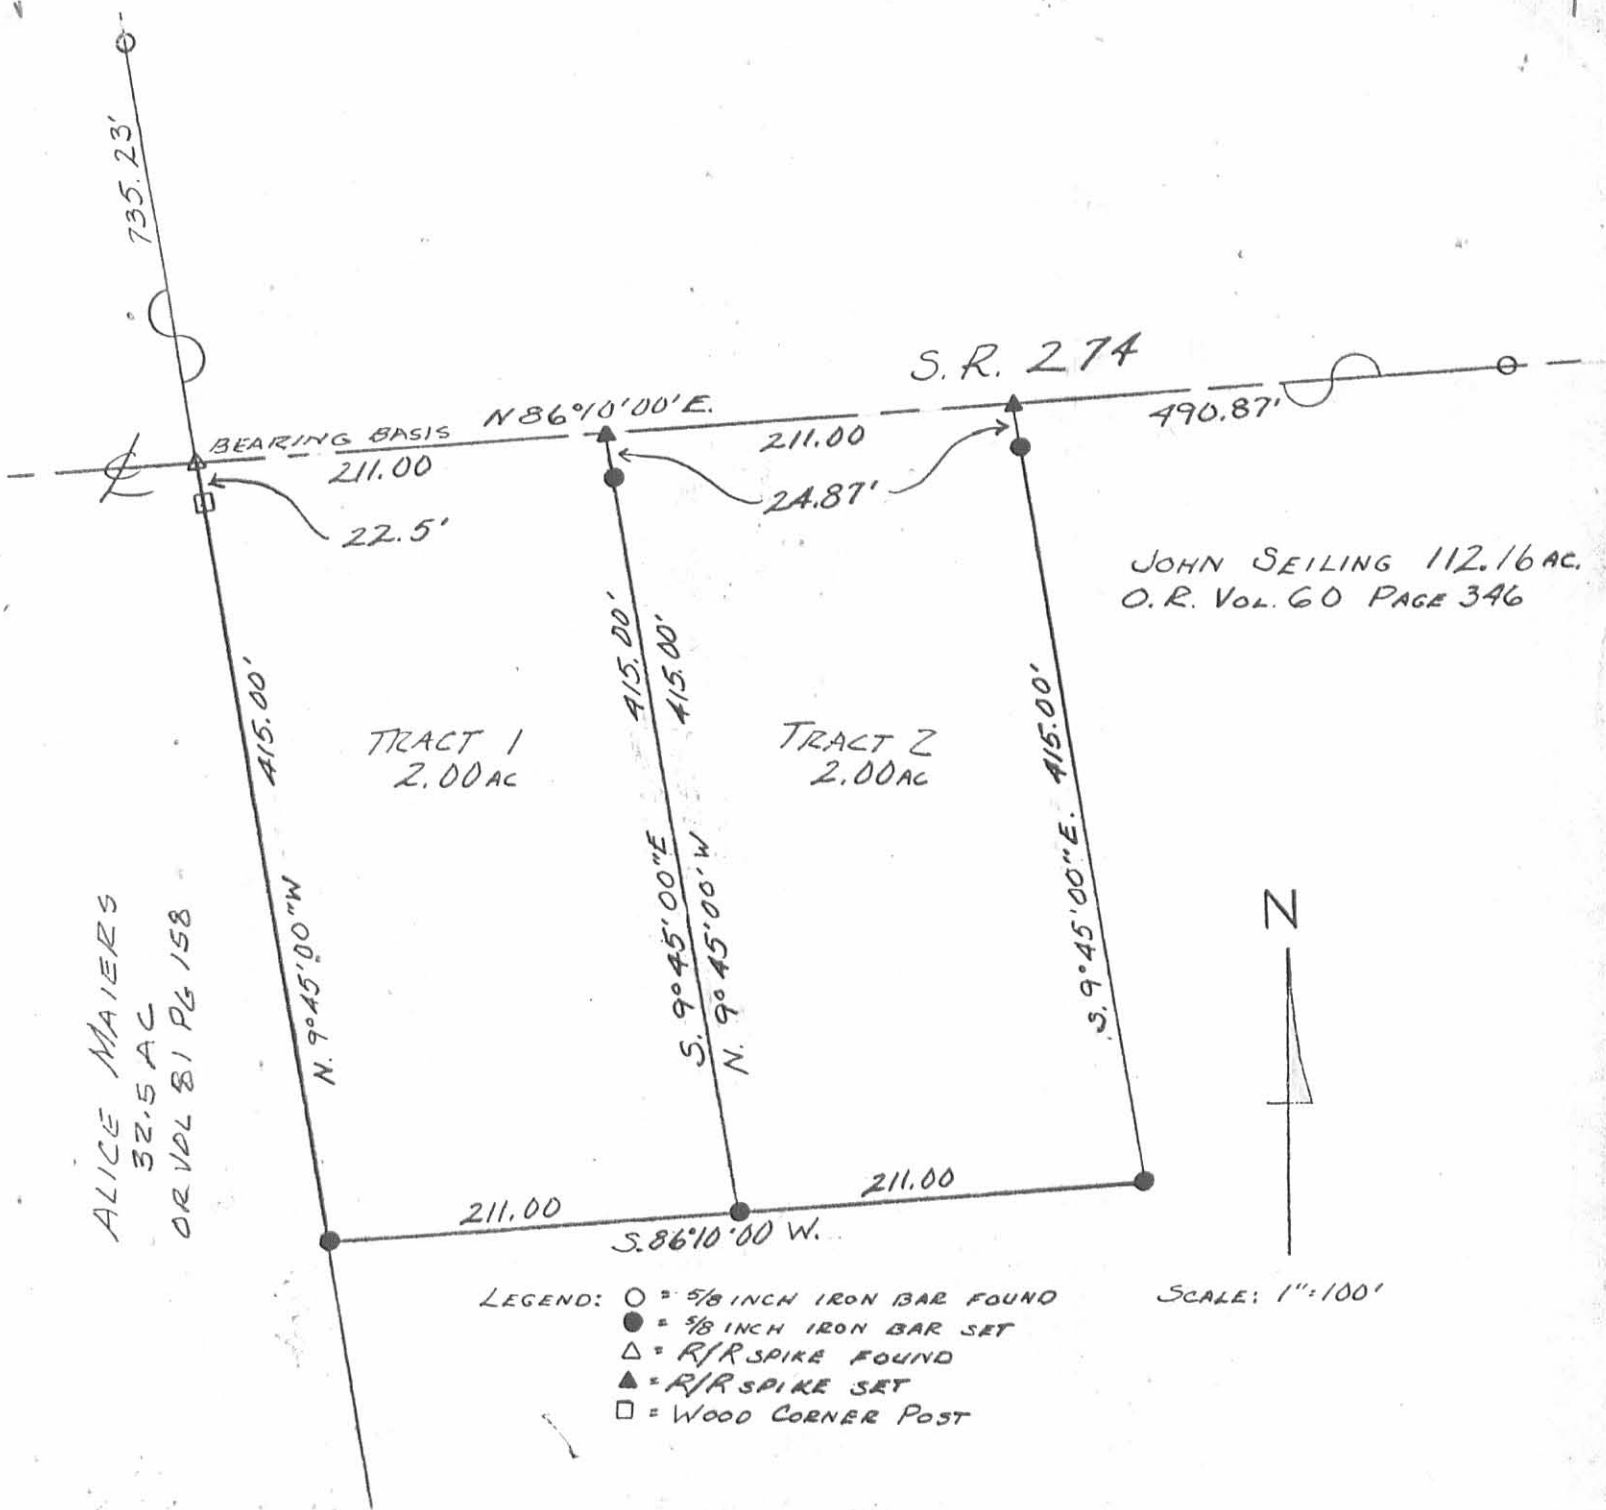 735.23'
S.R. 274
N 86°10'00'E.
BEARING BASIS
211.00
211.00
490.87'
℄
22.5'
24.87'
JOHN SEILING 112.16 AC.
O.R. VOL. 60 PAGE 346
415.00'
415.00'
415.00'
415.00'
TRACT 1
2.00 AC
TRACT 2
2.00 AC
N. 9°45'00"W
S. 9°45'00"E
N. 9°45'00'W
S. 9°45'00"E.
ALICE MAIERS
32.5 AC
OR VOL 81 PG 158
N
211.00
211.00
S. 86°10'00 W.
LEGEND: ○ = 5/8 INCH IRON BAR FOUND
● = 5/8 INCH IRON BAR SET
△ = R/R SPIKE FOUND
▲ = R/R SPIKE SET
□ = WOOD CORNER POST
SCALE: 1":100'